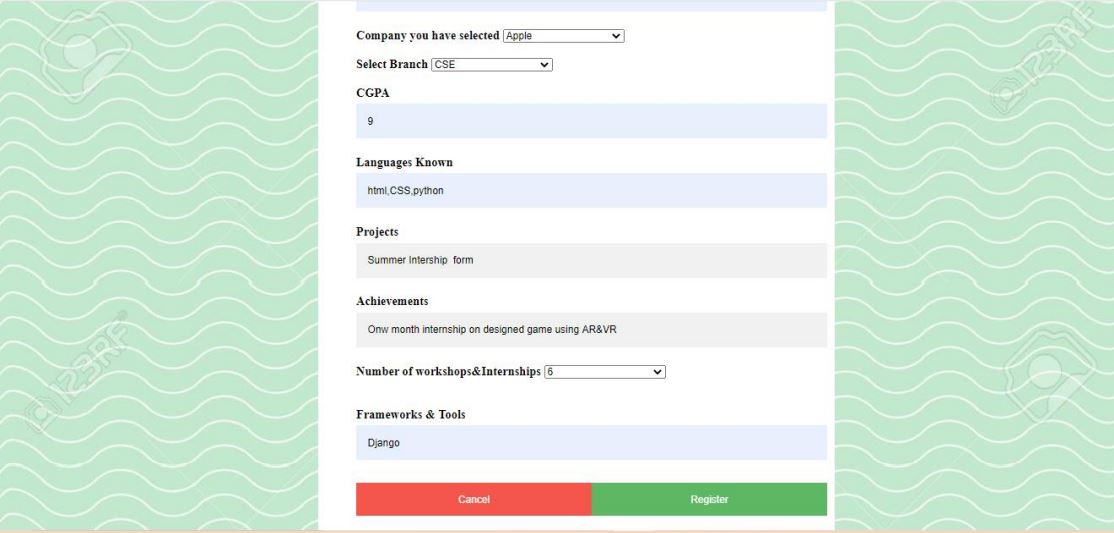 Company you have selected Apple
Select Branch CSE
CGPA
9
Languages Known
html,CSS,python
Projects
Summer Intership  form
Achievements
Onw month internship on designed game using AR&VR
Number of workshops&Internships 6
Frameworks & Tools
Django
Cancel Register
123RF
123RF